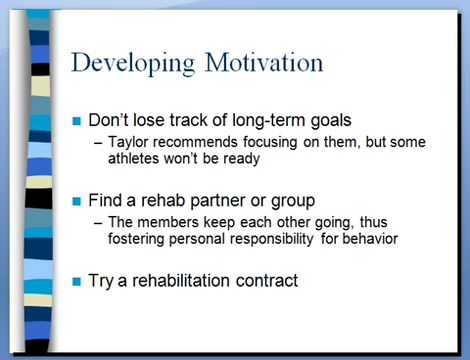 Developing Motivation
Don't lose track of long-term goals
– Taylor recommends focusing on them, but some
athletes won't be ready
Find a rehab partner or group
– The members keep each other going, thus
fostering personal responsibility for behavior
Try a rehabilitation contract